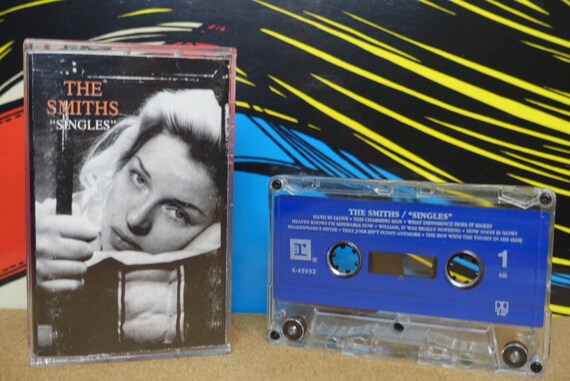 THE
SMITHS
"SINGLES"
THE SMITHS / "SINGLES"
HAND IN GLOVE • THIS CHARMING MAN • WHAT DIFFERENCE DOES IT MAKE?
HEAVEN KNOWS I'M MISERABLE NOW • WILLIAM, IT WAS REALLY NOTHING • HOW SOON IS NOW?
SHAKESPEARE'S SISTER • THAT JOKE ISN'T FUNNY ANYMORE • THE BOY WITH THE THORN IN HIS SIDE
1
4-45932